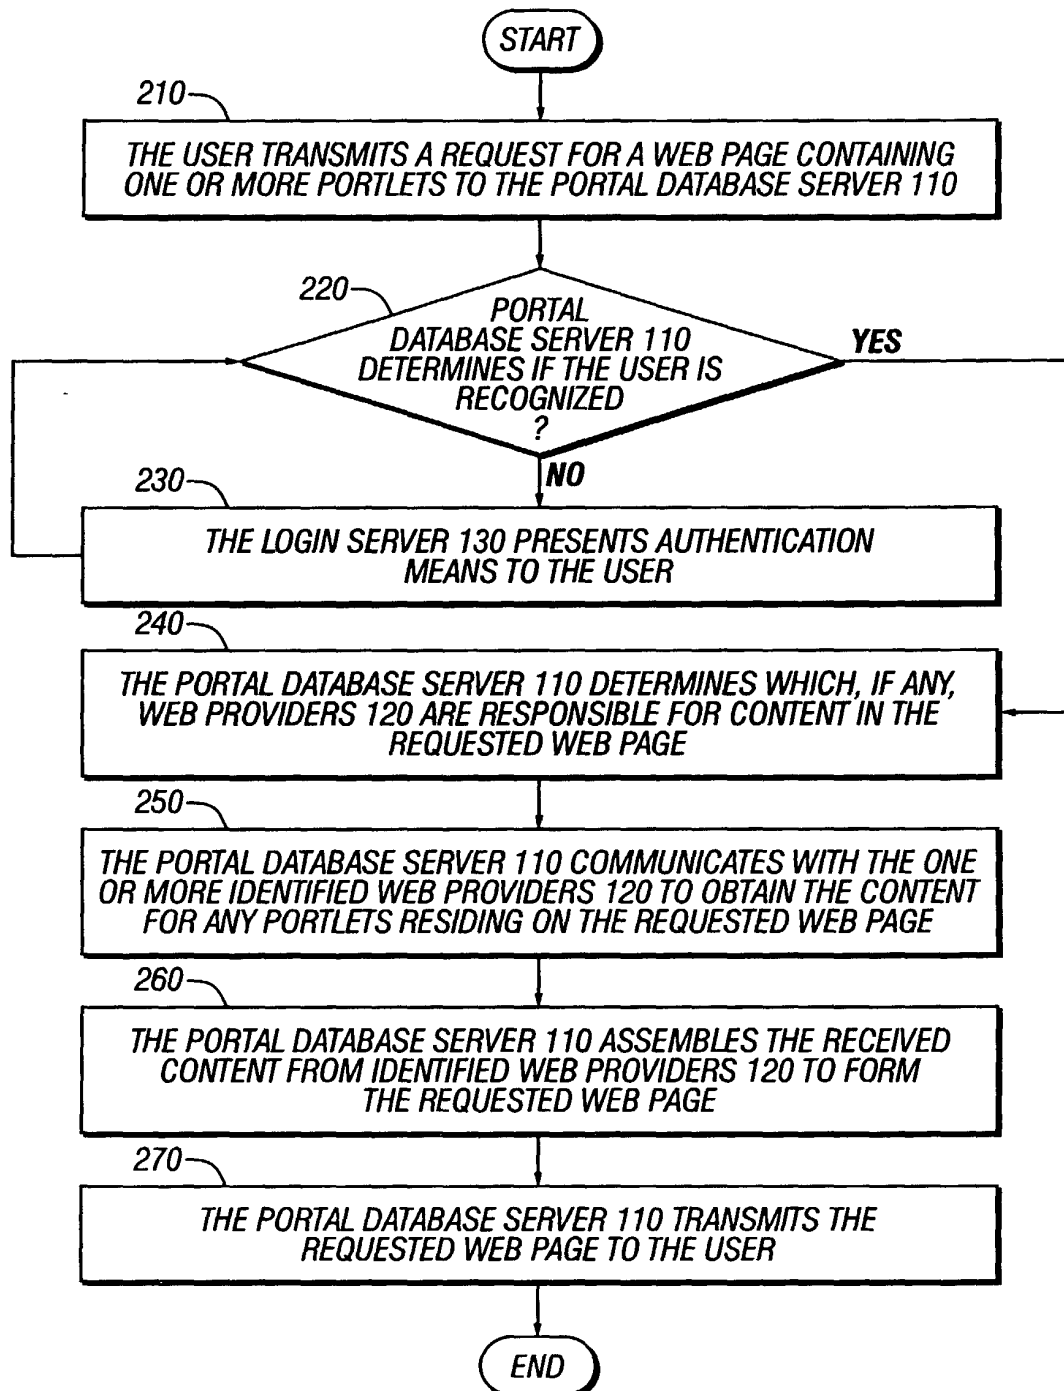 START
210
THE USER TRANSMITS A REQUEST FOR A WEB PAGE CONTAINING
ONE OR MORE PORTLETS TO THE PORTAL DATABASE SERVER 110
220
PORTAL
DATABASE SERVER 110
DETERMINES IF THE USER IS
RECOGNIZED
?
YES
NO
230
THE LOGIN SERVER 130 PRESENTS AUTHENTICATION
MEANS TO THE USER
240
THE PORTAL DATABASE SERVER 110 DETERMINES WHICH, IF ANY,
WEB PROVIDERS 120 ARE RESPONSIBLE FOR CONTENT IN THE
REQUESTED WEB PAGE
250
THE PORTAL DATABASE SERVER 110 COMMUNICATES WITH THE ONE
OR MORE IDENTIFIED WEB PROVIDERS 120 TO OBTAIN THE CONTENT
FOR ANY PORTLETS RESIDING ON THE REQUESTED WEB PAGE
260
THE PORTAL DATABASE SERVER 110 ASSEMBLES THE RECEIVED
CONTENT FROM IDENTIFIED WEB PROVIDERS 120 TO FORM
THE REQUESTED WEB PAGE
270
THE PORTAL DATABASE SERVER 110 TRANSMITS THE
REQUESTED WEB PAGE TO THE USER
END